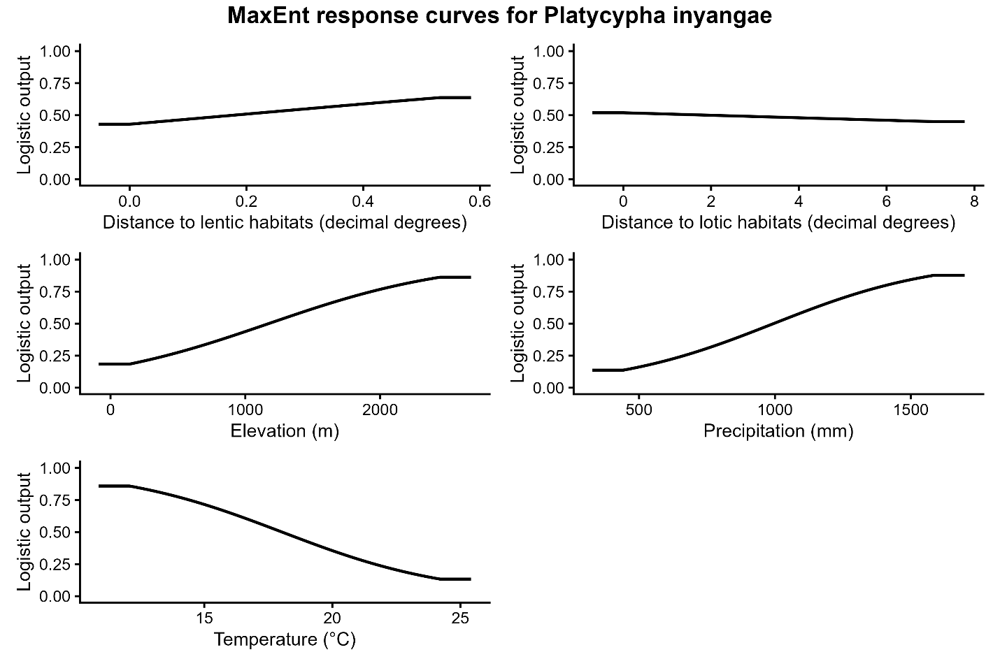 MaxEnt response curves for Platycypha inyangae
Logistic output
1.00
0.75
0.50
0.25
0.00
0.0 0.2 0.4 0.6
Distance to lentic habitats (decimal degrees)
Logistic output
1.00
0.75
0.50
0.25
0.00
0 2 4 6 8
Distance to lotic habitats (decimal degrees)
Logistic output
1.00
0.75
0.50
0.25
0.00
0 1000 2000
Elevation (m)
Logistic output
1.00
0.75
0.50
0.25
0.00
500 1000 1500
Precipitation (mm)
Logistic output
1.00
0.75
0.50
0.25
0.00
15 20 25
Temperature (°C)